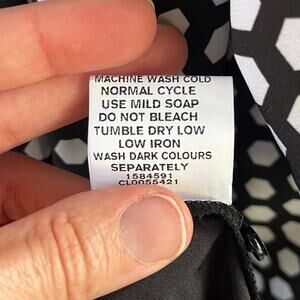 MACHINE WASH COLD
NORMAL CYCLE
USE MILD SOAP
DO NOT BLEACH
TUMBLE DRY LOW
LOW IRON
WASH DARK COLOURS
SEPARATELY
1584591
CL0055421